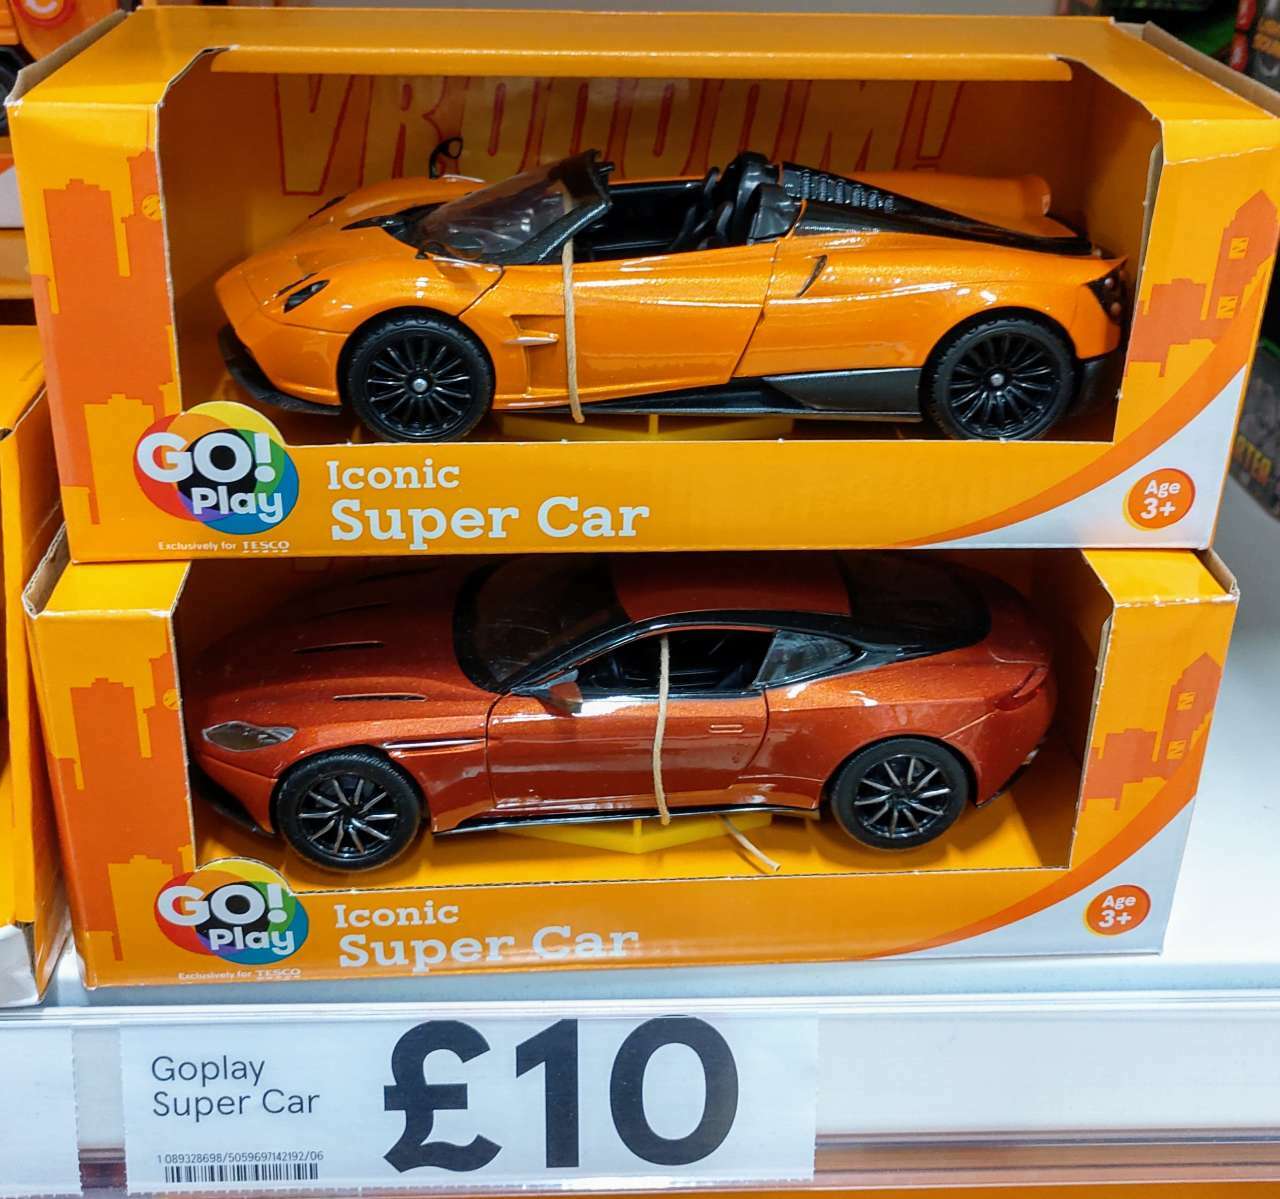 VROOOOM!
GO!
Play
Exclusively for TESCO
Iconic
Super Car
Age
3+
GO!
Play
Exclusively for TESCO
Iconic
Super Car
Age
3+
Goplay
Super Car
£10
1 089328698/5059697142192/06